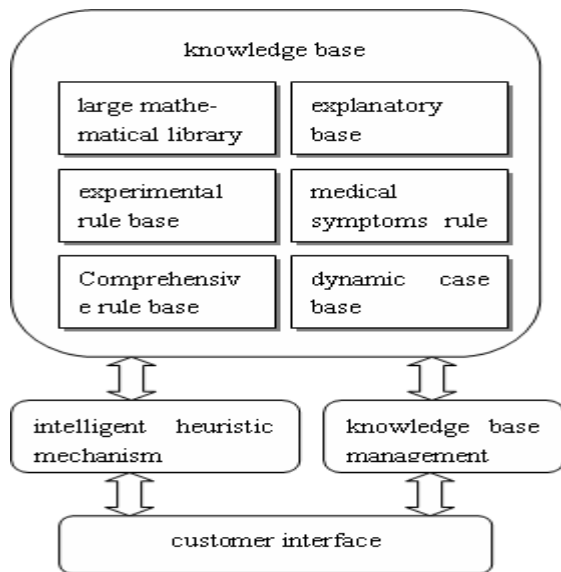 knowledge base
large mathe-
matical library
explanatory
base
experimental
rule base
medical
symptoms rule
Comprehensiv
e rule base
dynamic case
base
intelligent heuristic
mechanism
knowledge base
management
customer interface